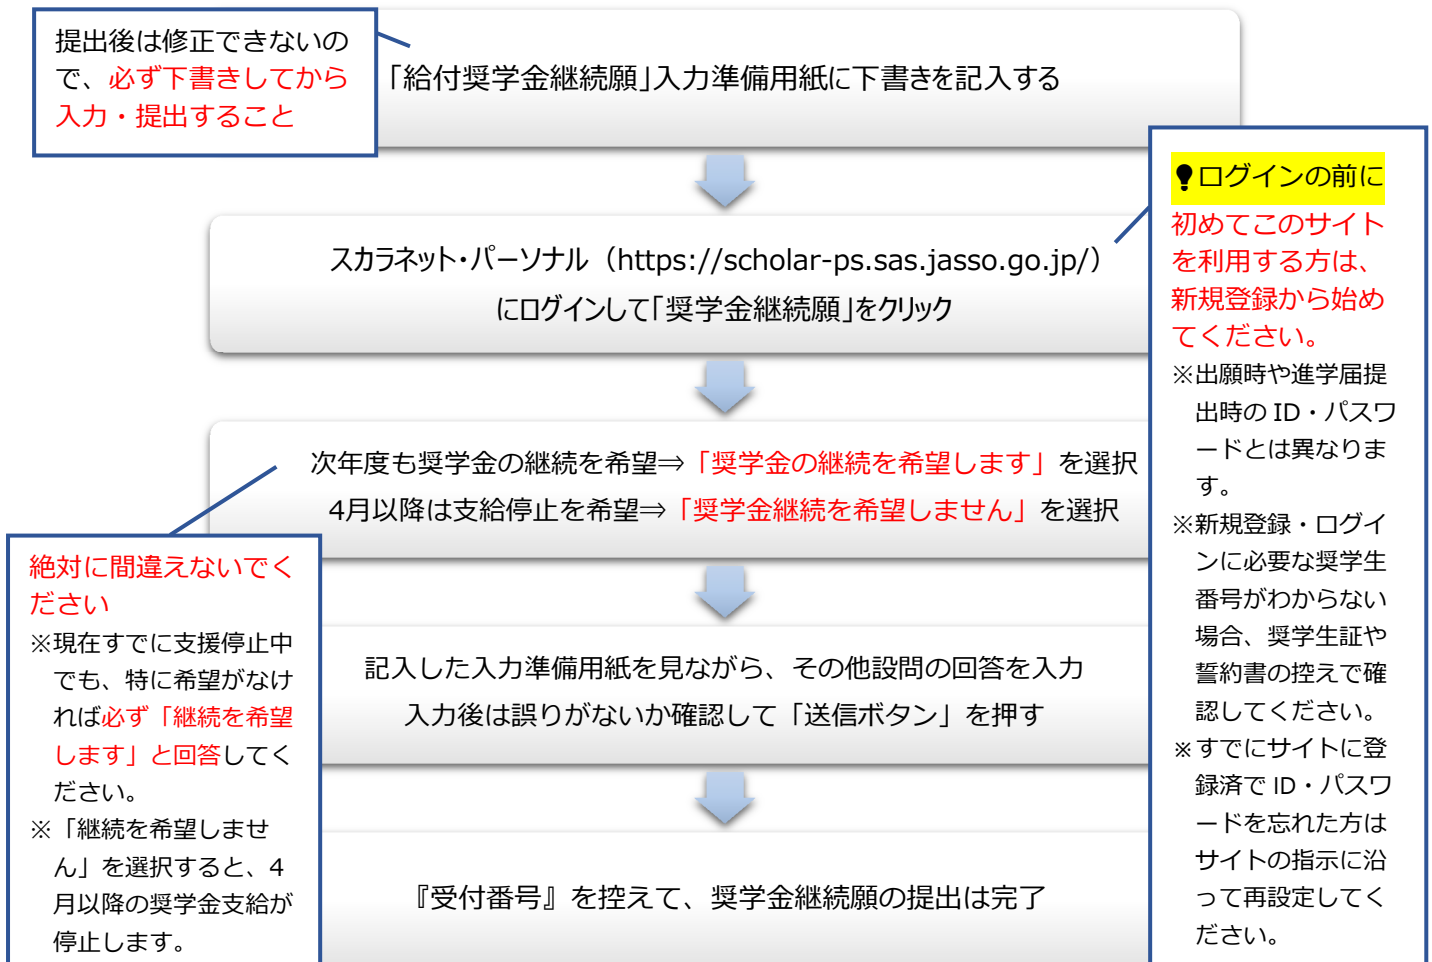 提出後は修正できないの
で、必ず下書きしてから
入力・提出すること
「給付奨学金継続願」入力準備用紙に下書きを記入する
スカラネット・パーソナル（https://scholar-ps.sas.jasso.go.jp/）
にログインして「奨学金継続願」をクリック
ログインの前に
初めてこのサイト
を利用する方は、
新規登録から始め
てください。
※出願時や進学届提
出時の ID・パスワ
ードとは異なりま
す。
※新規登録・ログイ
ンに必要な奨学生
番号がわからない
場合、奨学生証や
誓約書の控えで確
認してください。
※すでにサイトに登
録済で ID・パスワ
ードを忘れた方は
サイトの指示に沿
って再設定してく
ださい。
次年度も奨学金の継続を希望⇒「奨学金の継続を希望します」を選択
4月以降は支給停止を希望⇒「奨学金継続を希望しません」を選択
絶対に間違えないでく
ださい
※現在すでに支援停止中
でも、特に希望がなけ
れば必ず「継続を希望
します」と回答してく
ださい。
※「継続を希望しませ
ん」を選択すると、4
月以降の奨学金支給が
停止します。
記入した入力準備用紙を見ながら、その他設問の回答を入力
入力後は誤りがないか確認して「送信ボタン」を押す
『受付番号』を控えて、奨学金継続願の提出は完了